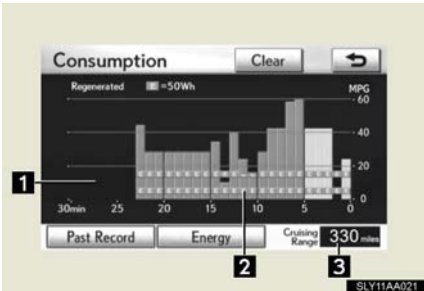 Consumption Clear
Regenerated E =50Wh MPG
60
40
20
0
1
30min 25 20 15 10 5 0
Past Record Energy Cruising Range 330 miles
2 3
SLY11AA021